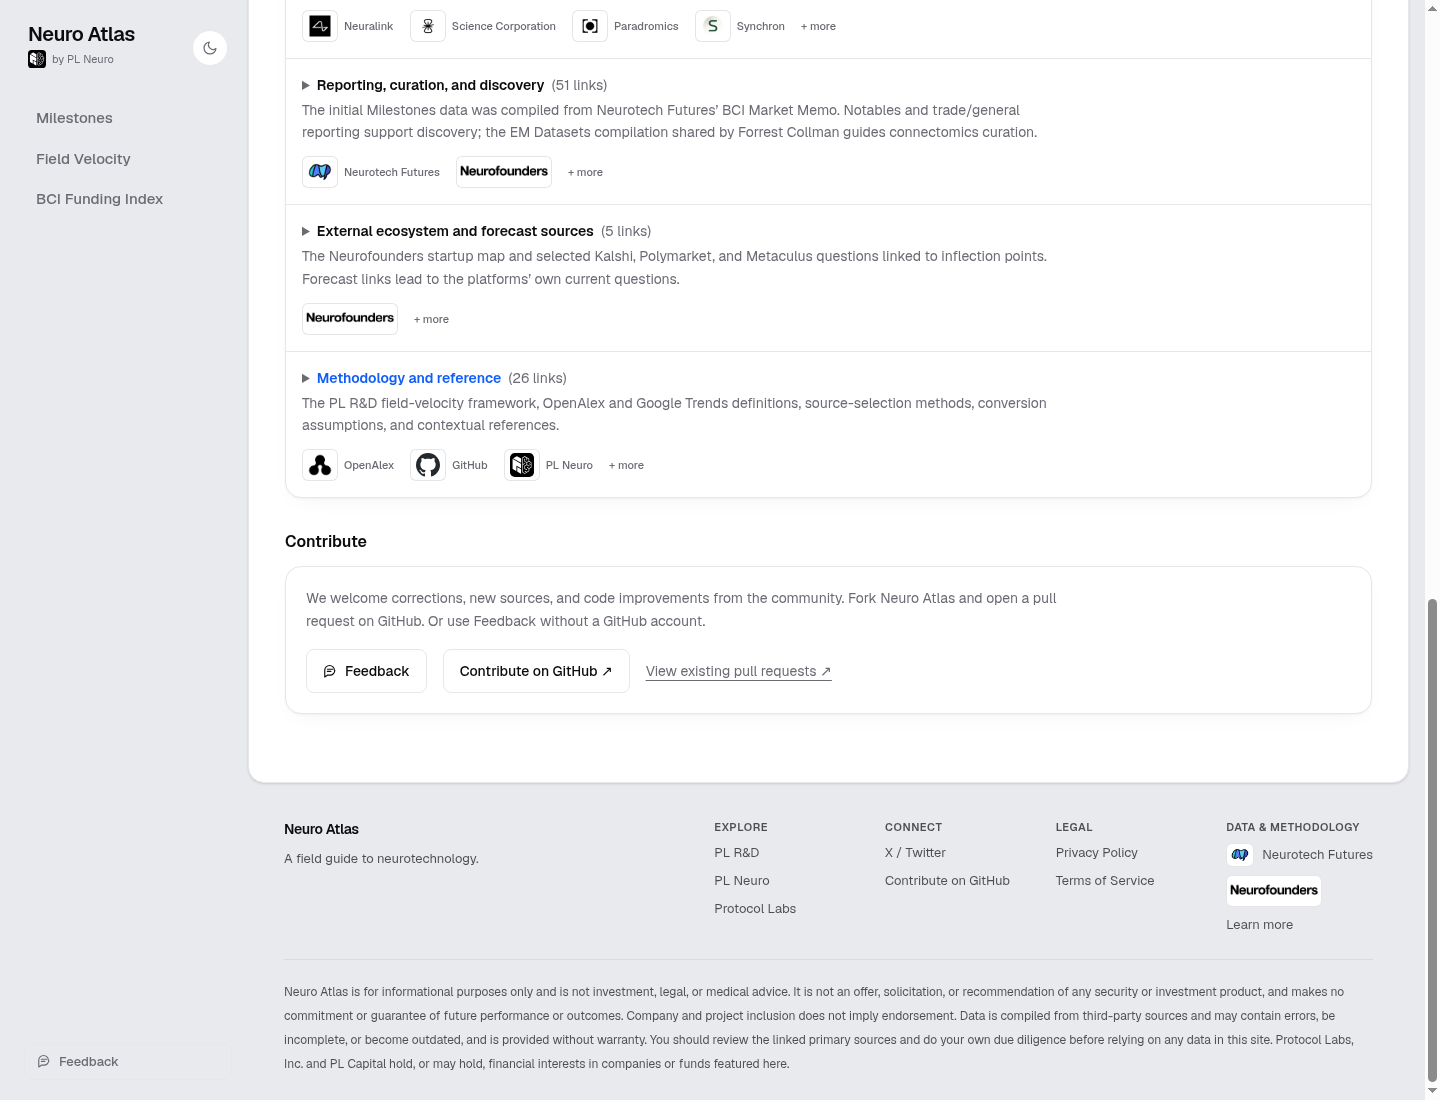 Neuro Atlas
by PL Neuro
Milestones
Field Velocity
BCI Funding Index
Feedback
Neuralink
Science Corporation
Paradromics
S
Synchron
+ more
Reporting, curation, and discovery (51 links)
The initial Milestones data was compiled from Neurotech Futures’ BCI Market Memo. Notables and trade/general
reporting support discovery; the EM Datasets compilation shared by Forrest Collman guides connectomics curation.
Neurotech Futures
Neurofounders
+ more
External ecosystem and forecast sources (5 links)
The Neurofounders startup map and selected Kalshi, Polymarket, and Metaculus questions linked to inflection points.
Forecast links lead to the platforms’ own current questions.
Neurofounders
+ more
Methodology and reference (26 links)
The PL R&D field-velocity framework, OpenAlex and Google Trends definitions, source-selection methods, conversion
assumptions, and contextual references.
OpenAlex
GitHub
PL Neuro
+ more
Contribute
We welcome corrections, new sources, and code improvements from the community. Fork Neuro Atlas and open a pull
request on GitHub. Or use Feedback without a GitHub account.
Feedback
Contribute on GitHub ↗
View existing pull requests ↗
Neuro Atlas
A field guide to neurotechnology.
EXPLORE
PL R&D
PL Neuro
Protocol Labs
CONNECT
X / Twitter
Contribute on GitHub
LEGAL
Privacy Policy
Terms of Service
DATA & METHODOLOGY
Neurotech Futures
Neurofounders
Learn more
Neuro Atlas is for informational purposes only and is not investment, legal, or medical advice. It is not an offer, solicitation, or recommendation of any security or investment product, and makes no
commitment or guarantee of future performance or outcomes. Company and project inclusion does not imply endorsement. Data is compiled from third-party sources and may contain errors, be
incomplete, or become outdated, and is provided without warranty. You should review the linked primary sources and do your own due diligence before relying on any data in this site. Protocol Labs,
Inc. and PL Capital hold, or may hold, financial interests in companies or funds featured here.